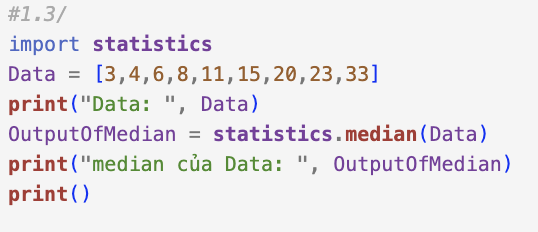 #1.3/
import statistics
Data = [3,4,6,8,11,15,20,23,33]
print("Data: ", Data)
OutputOfMedian = statistics.median(Data)
print("median của Data: ", OutputOfMedian)
print()